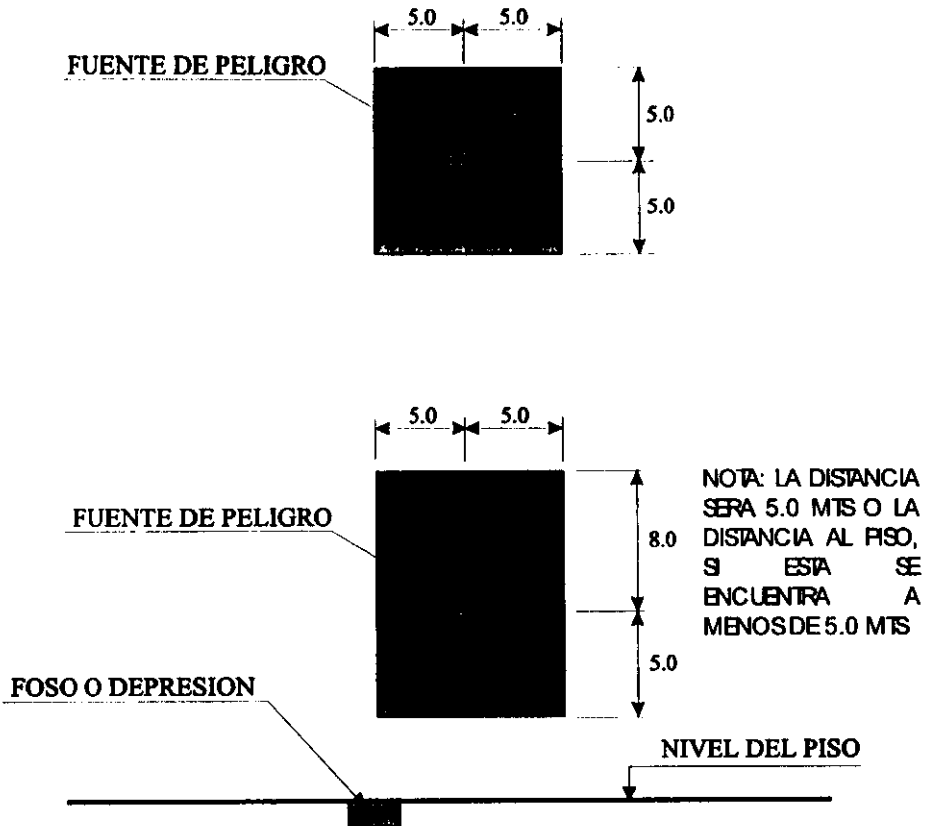 5.0 5.0
FUENTE DE PELIGRO
5.0
5.0
5.0 5.0
FUENTE DE PELIGRO
8.0
NOTA: LA DISTANCIA
SERA 5.0 MTS O LA
DISTANCIA AL PISO,
SI ESTA SE
ENCUENTRA A
MENOS DE 5.0 MTS
5.0
FOSO O DEPRESION
NIVEL DEL PISO